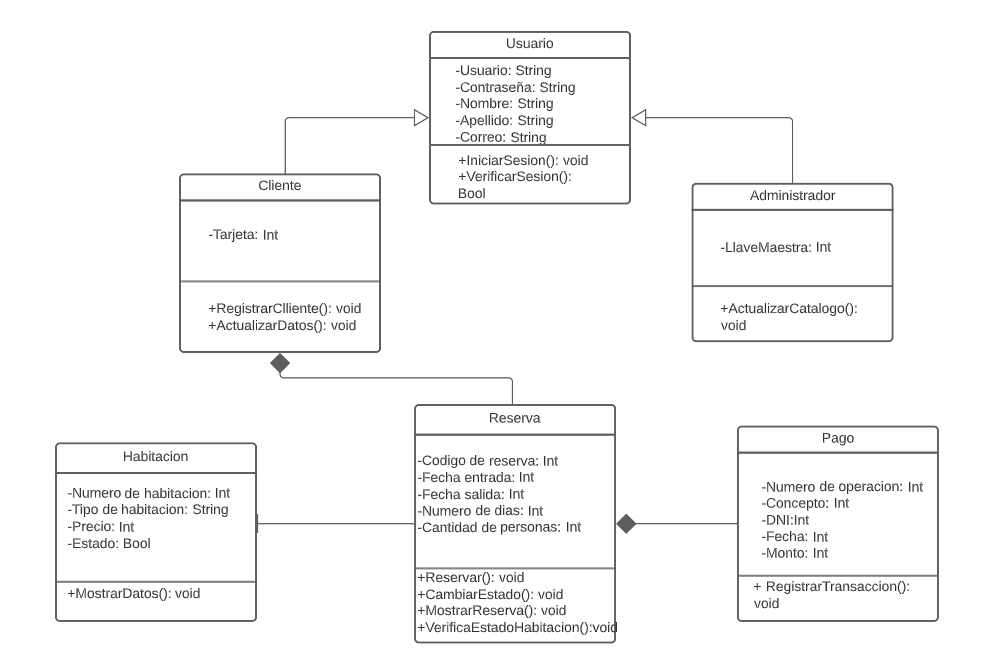 Usuario
-Usuario: String
-Contraseña: String
-Nombre: String
-Apellido: String
-Correo: String
+IniciarSesion(): void
+VerificarSesion():
Bool
Cliente
-Tarjeta: Int
+RegistrarClliente(): void
+ActualizarDatos(): void
Administrador
-LlaveMaestra: Int
+ActualizarCatalogo():
void
Habitacion
-Numero de habitacion: Int
-Tipo de habitacion: String
-Precio: Int
-Estado: Bool
+MostrarDatos(): void
Reserva
-Codigo de reserva: Int
-Fecha entrada: Int
-Fecha salida: Int
-Numero de dias: Int
-Cantidad de personas: Int
+Reservar(): void
+CambiarEstado(): void
+MostrarReserva(): void
+VerificaEstadoHabitacion():void
Pago
-Numero de operacion: Int
-Concepto: Int
-DNI:Int
-Fecha: Int
-Monto: Int
+ RegistrarTransaccion():
void